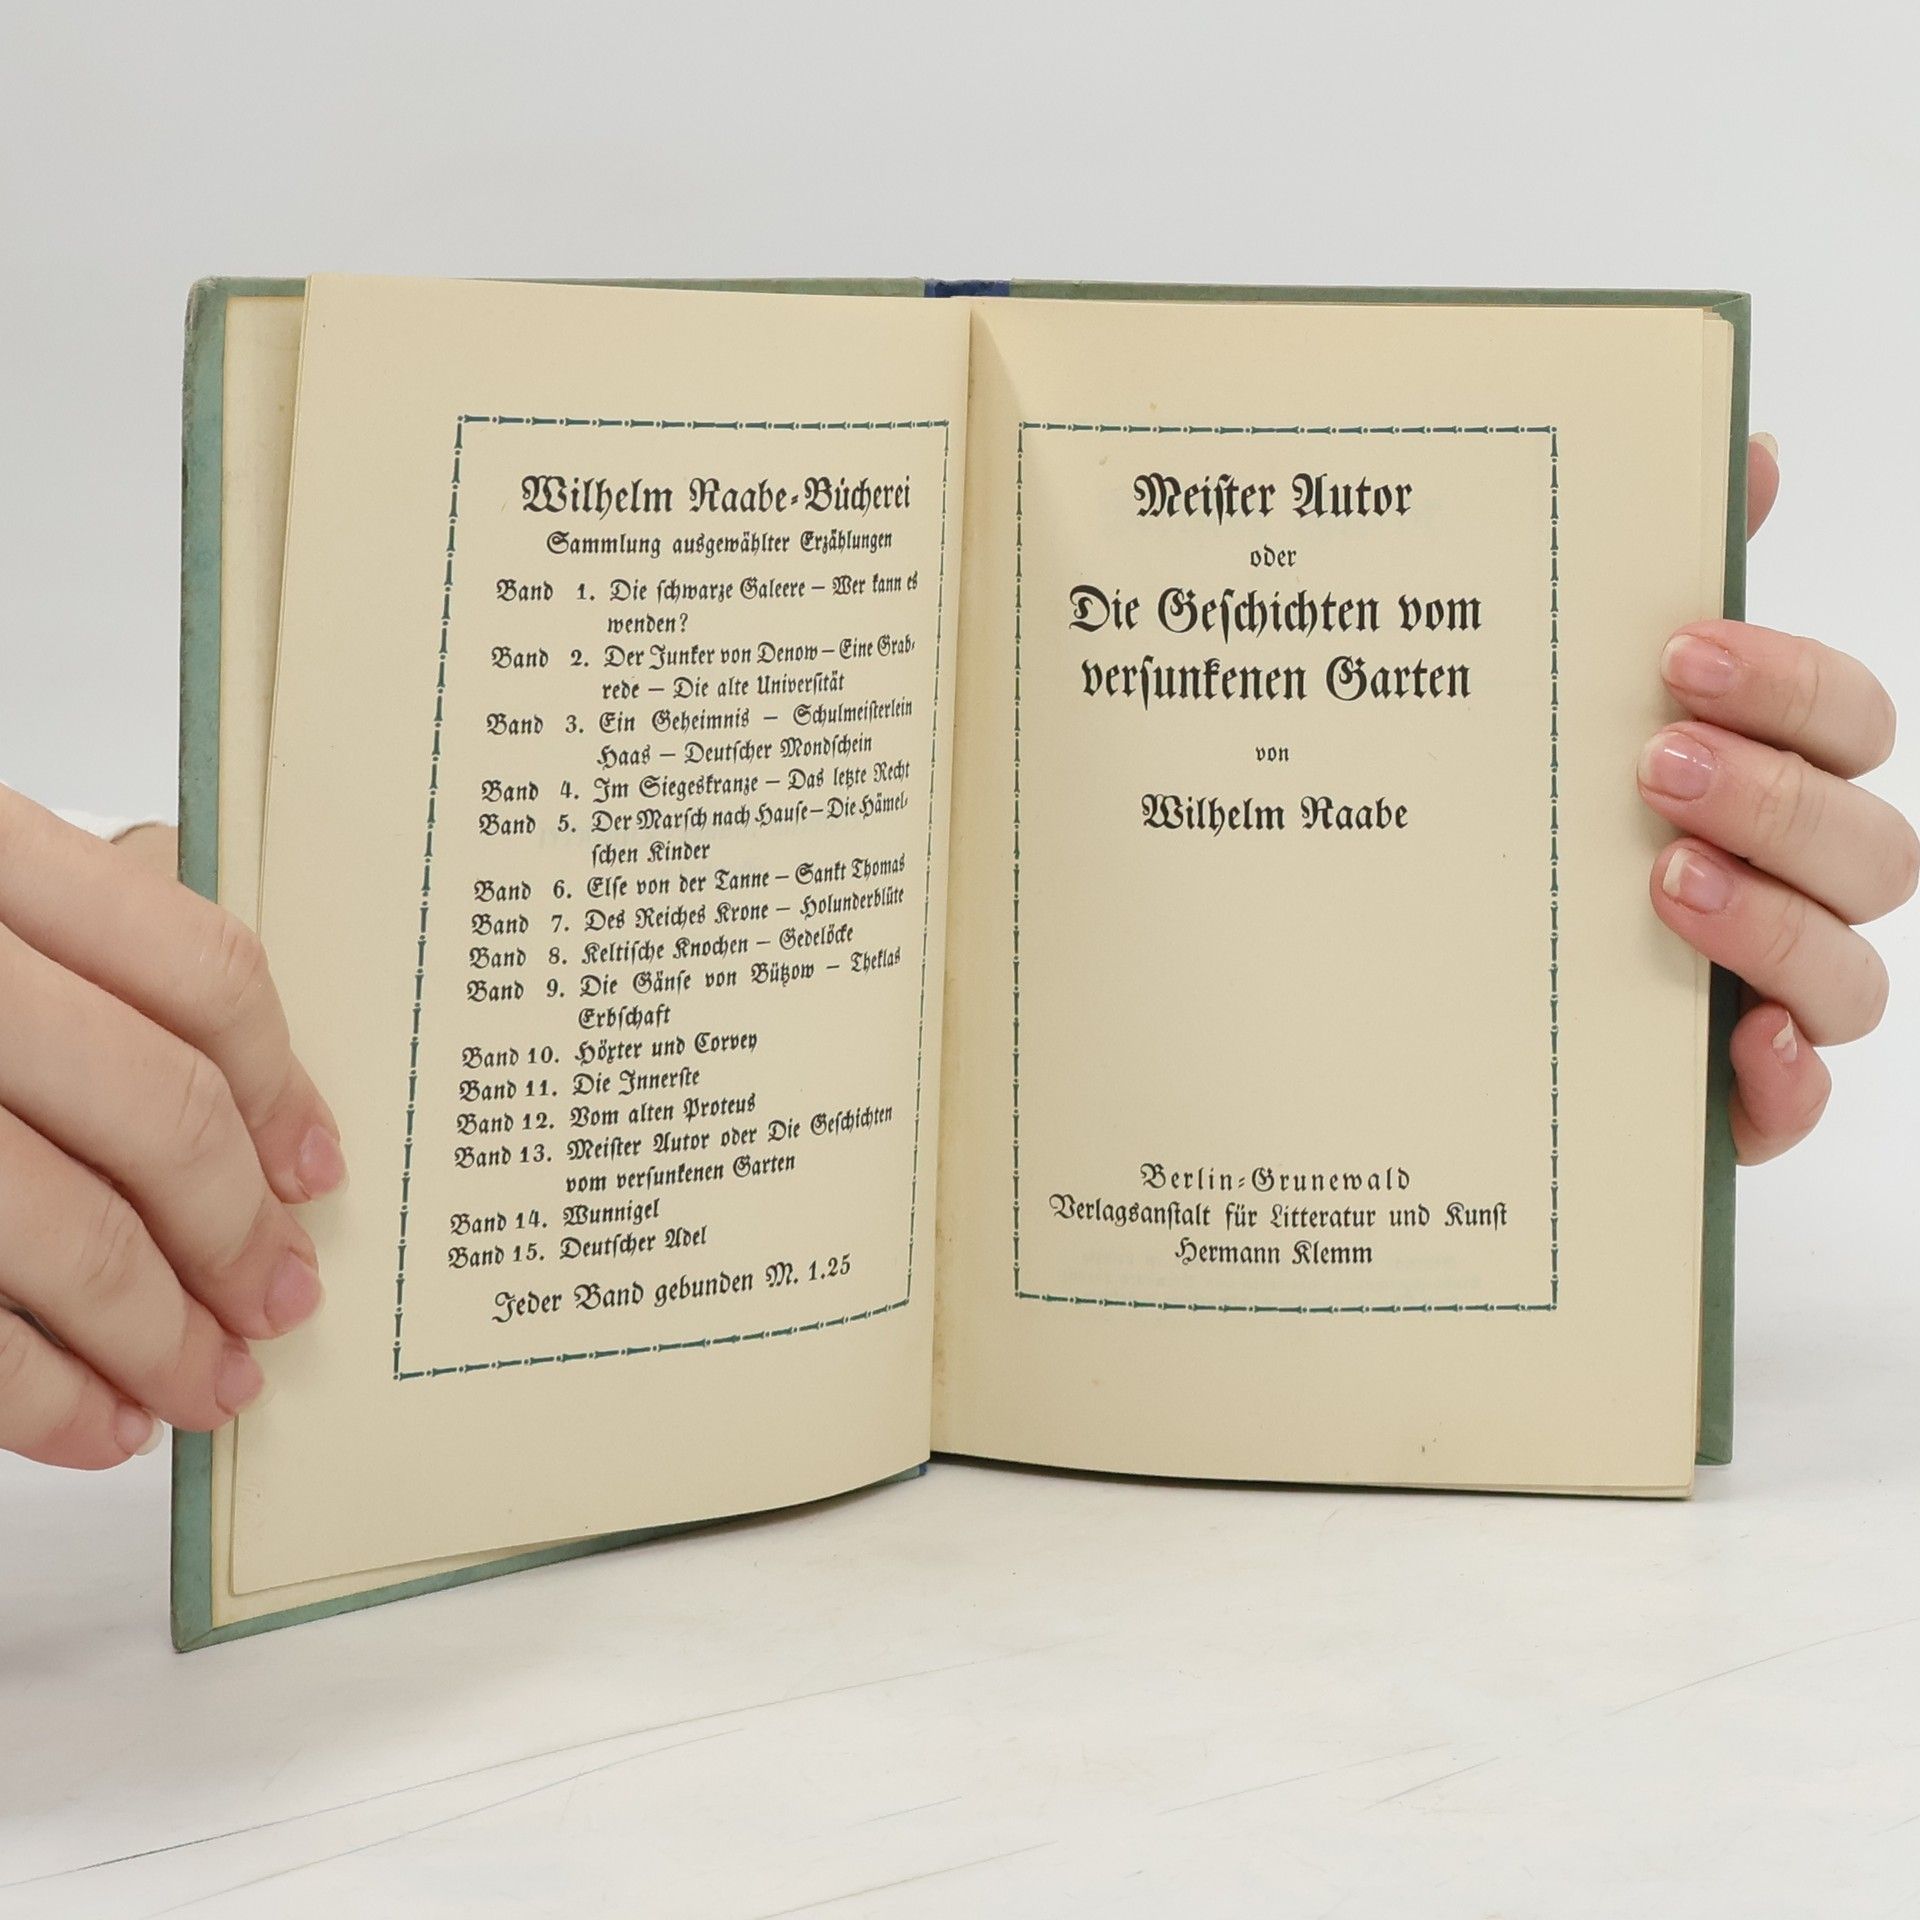 Wilhelm Raabe-Bücherei
Sammlung ausgewählter Erzählungen
Band 1. Die ſchwarze Galeere – Wer kann es
wenden?
Band 2. Der Junker von Denow – Eine Grab-
rede – Die alte Univerſität
Band 3. Ein Geheimnis – Schulmeiſterlein
Haas – Deutſcher Mondſchein
Band 4. Im Siegeskranze – Das letzte Recht
Band 5. Der Marſch nach Hauſe – Die Hämel-
ſchen Kinder
Band 6. Elſe von der Tanne – Sankt Thomas
Band 7. Des Reiches Krone – Holunderblüte
Band 8. Keltiſche Knochen – Gedelöcke
Band 9. Die Gänſe von Bützow – Theklas
Erbſchaft
Band 10. Höxter und Corvey
Band 11. Die Innerſte
Band 12. Vom alten Proteus
Band 13. Meiſter Autor oder Die Geſchichten
vom verſunkenen Garten
Band 14. Wunnigel
Band 15. Deutſcher Adel
Jeder Band gebunden M. 1.25
Meiſter Autor
oder
Die Geſchichten vom
verſunkenen Garten
von
Wilhelm Raabe
Berlin-Grunewald
Verlagsanſtalt für Litteratur und Kunſt
Hermann Klemm